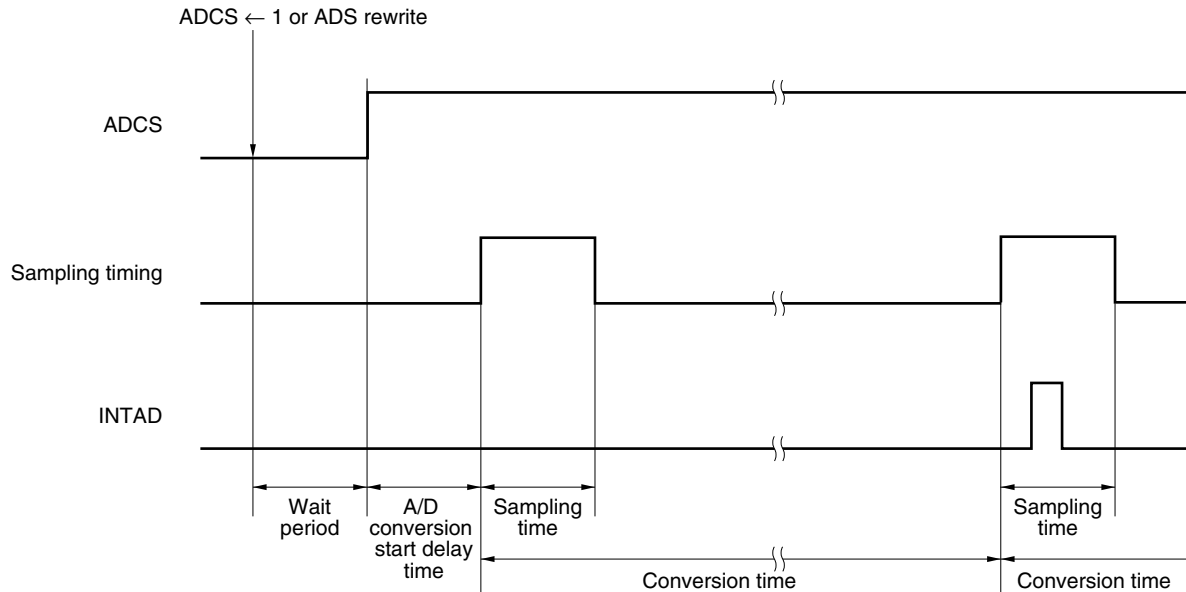 ADCS ← 1 or ADS rewrite
ADCS
Sampling timing
INTAD
Wait
period
A/D
conversion
start delay
time
Sampling
time
Sampling
time
Conversion time
Conversion time